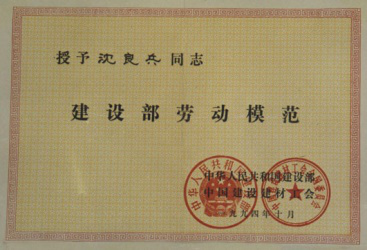 授予沈良兵同志
建设部劳动模范
中华人民共和国建设部
中国建设建材工会
一九九四年十月